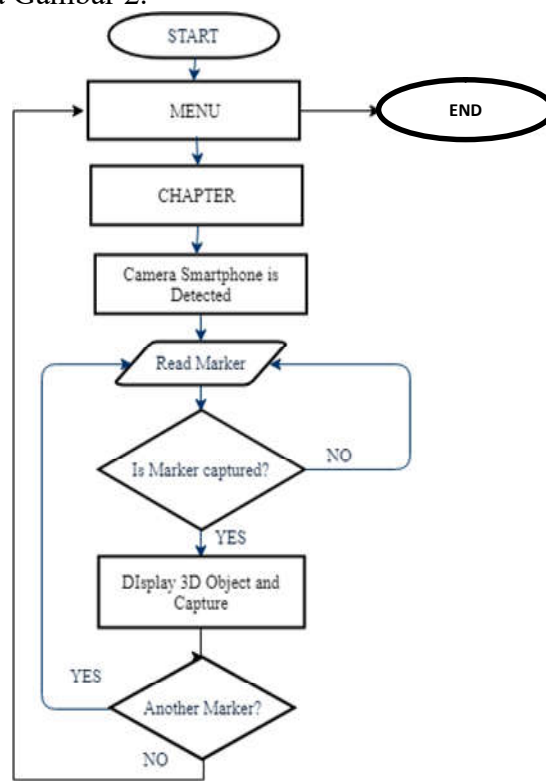 Gambar 2.
START
MENU
END
CHAPTER
Camera Smartphone is
Detected
Read Marker
Is Marker captured?
NO
YES
DIsplay 3D Object and
Capture
YES
Another Marker?
NO